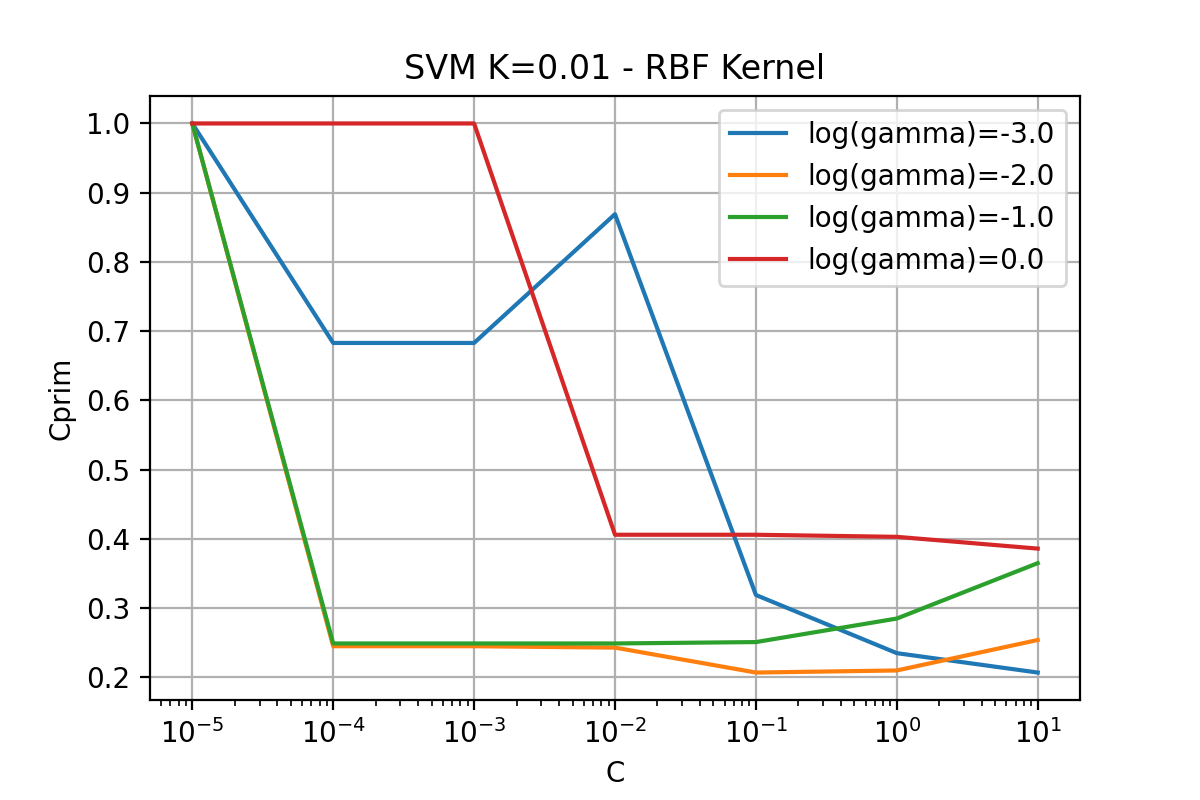 SVM K=0.01 - RBF Kernel
log(gamma)=-3.0
log(gamma)=-2.0
log(gamma)=-1.0
log(gamma)=0.0
Cprim
1.0
0.9
0.8
0.7
0.6
0.5
0.4
0.3
0.2
10⁻⁵ 10⁻⁴ 10⁻³ 10⁻² 10⁻¹ 10⁰ 10¹
C